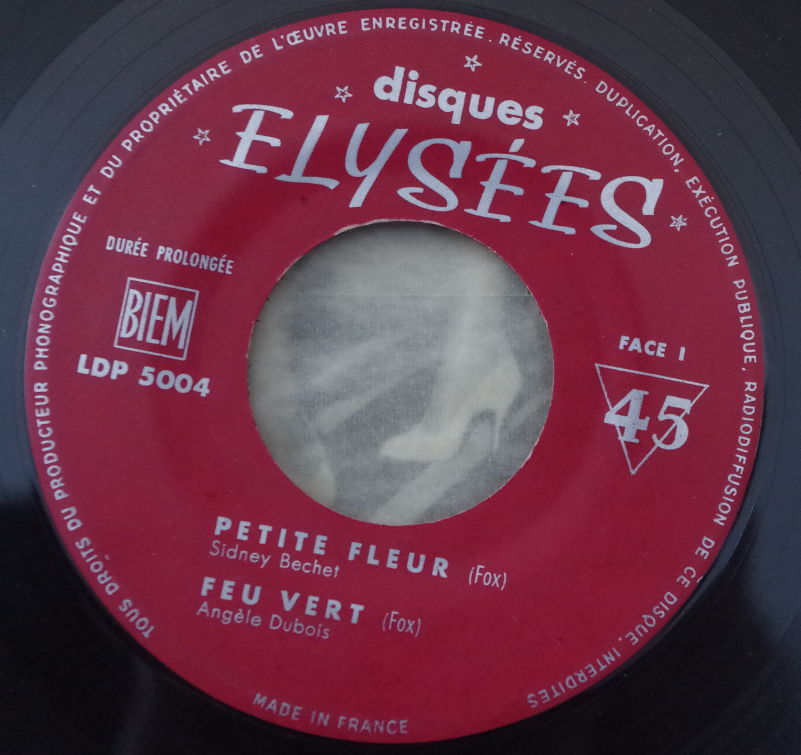 TOUS DROITS DU PRODUCTEUR PHONOGRAPHIQUE ET DU PROPRIÉTAIRE DE L'ŒUVRE ENREGISTRÉE. RÉSERVÉS. DUPLICATION, EXÉCUTION PUBLIQUE, RADIODIFFUSION DE CE DISQUE, INTERDITES
disques
ELYSÉES
DURÉE PROLONGÉE
BIEM
LDP 5004
FACE 1
45
PETITE FLEUR (Fox)
Sidney Bechet
FEU VERT (Fox)
Angèle Dubois
MADE IN FRANCE